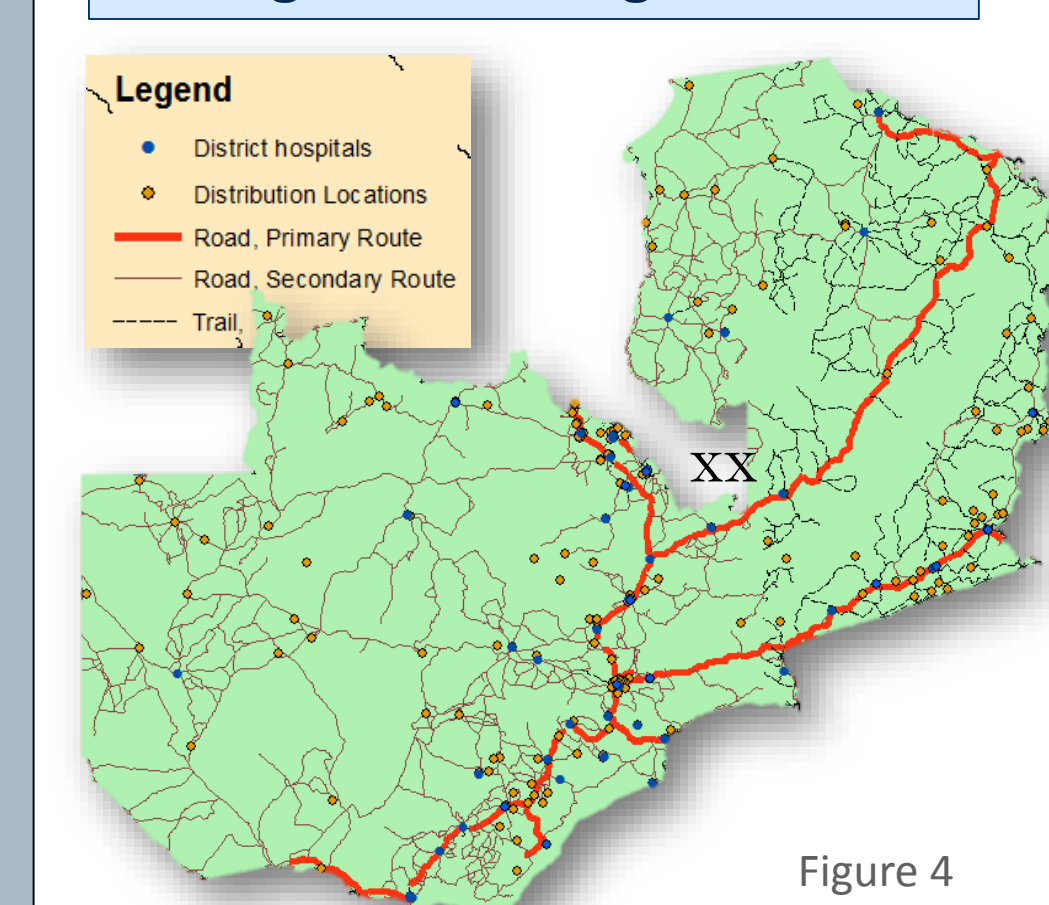 Legend
District hospitals
Distribution Locations
Road, Primary Route
Road, Secondary Route
Trail,
XX
Figure 4